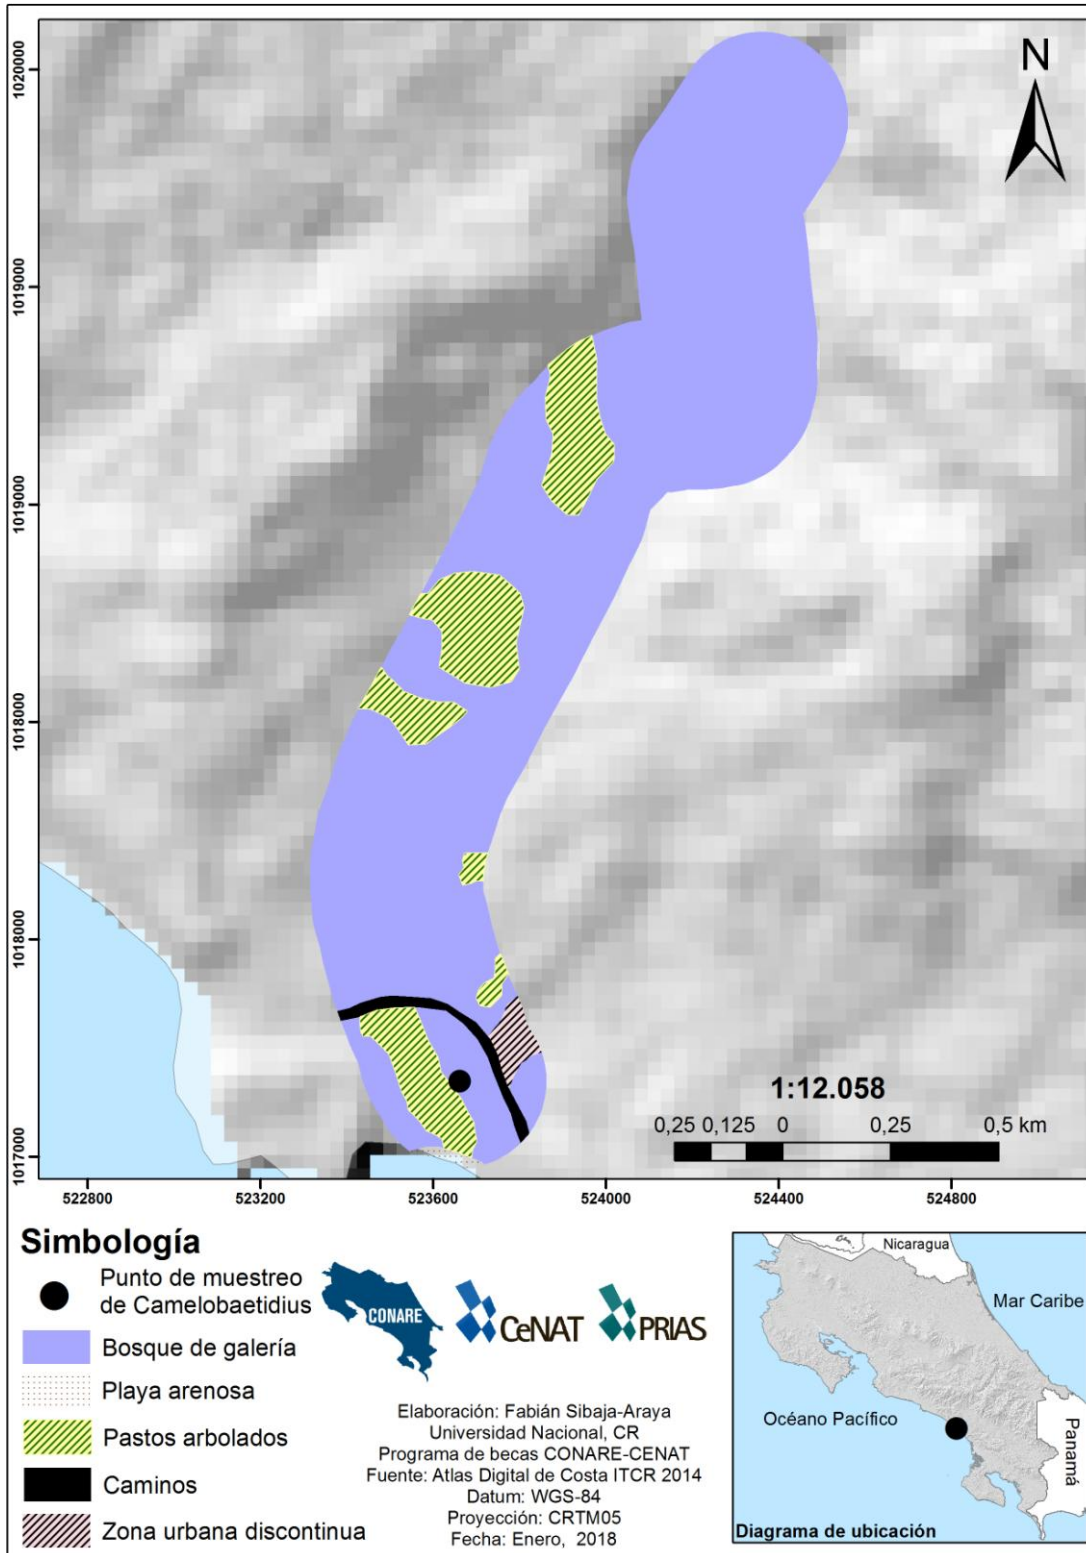 N
1020000
1019000
1019000
1018000
1018000
1017000
1:12.058
0,25 0,125 0 0,25 0,5 km
522800 523200 523600 524000 524400 524800
Simbología
Punto de muestreo
de Camelobaetidius
Bosque de galería
Playa arenosa
Pastos arbolados
Caminos
Zona urbana discontinua
CONARE
CeNAT
PRIAS
Elaboración: Fabián Sibaja-Araya
Universidad Nacional, CR
Programa de becas CONARE-CENAT
Fuente: Atlas Digital de Costa ITCR 2014
Datum: WGS-84
Proyección: CRTM05
Fecha: Enero, 2018
Nicaragua
Mar Caribe
Océano Pacífico
Panamá
Diagrama de ubicación